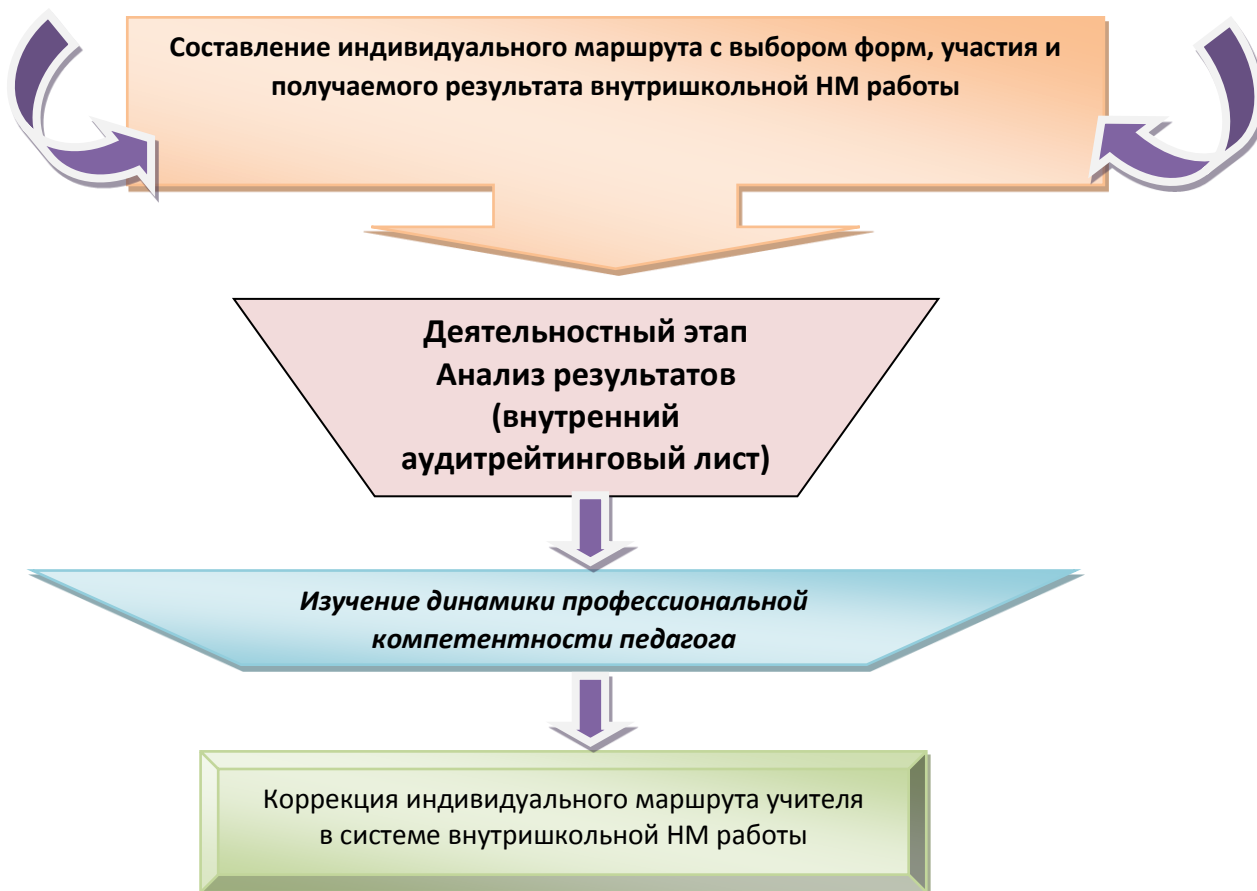 Составление индивидуального маршрута с выбором форм, участия и
получаемого результата внутришкольной НМ работы
Деятельностный этап
Анализ результатов
(внутренний
аудитрейтинговый лист)
Изучение динамики профессиональной
компетентности педагога
Коррекция индивидуального маршрута учителя
в системе внутришкольной НМ работы